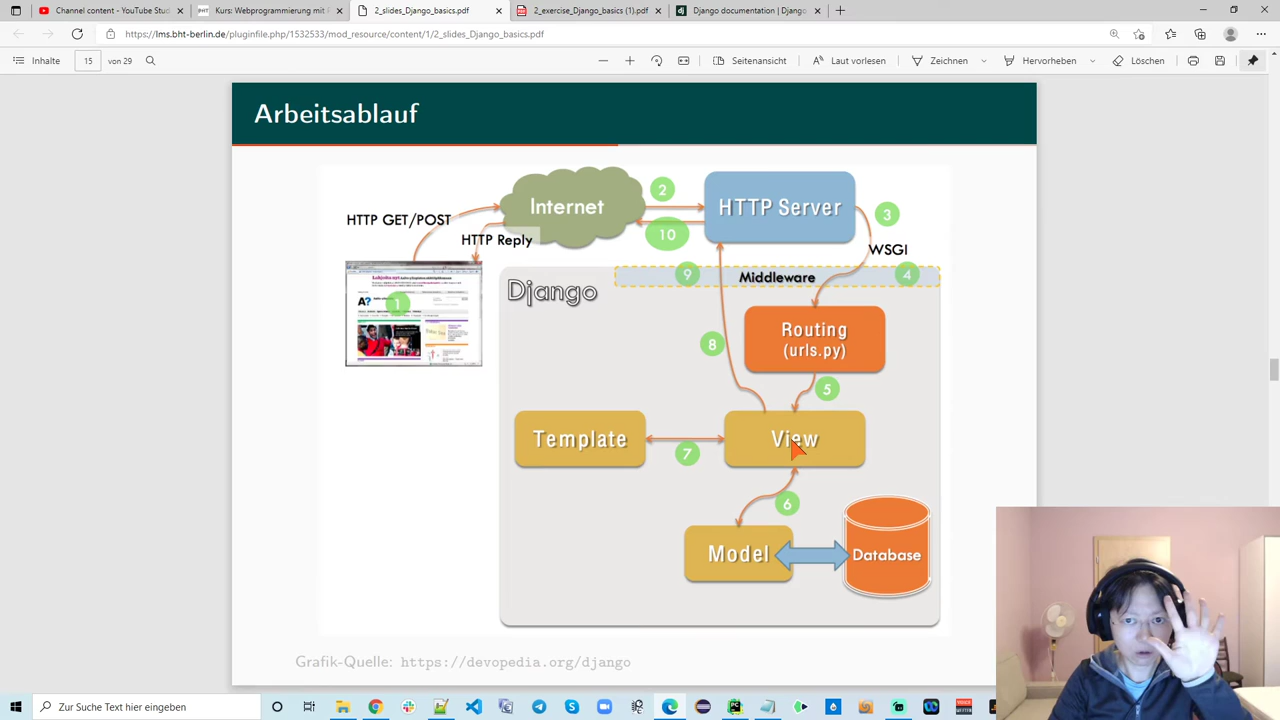 Channel content - YouTube Stu
Kurs: Webprogrammierung mit F
2_slides_Django_basics.pdf
2_exercise_Django_basics (1).pdf
Django documentation | Django
https://lms.bht-berlin.de/pluginfile.php/1532533/mod_resource/content/1/2_slides_Django_basics.pdf
Inhalte
15
von 29
Seitenansicht
Laut vorlesen
Zeichnen
Hervorheben
Löschen
Arbeitsablauf
HTTP GET/POST
Internet
2
HTTP Server
3
10
HTTP Reply
WSGI
1
Django
9
Middleware
4
Routing
(urls.py)
8
5
Template
7
View
6
Model
Database
Grafik-Quelle: https://devopedia.org/django
Zur Suche Text hier eingeben